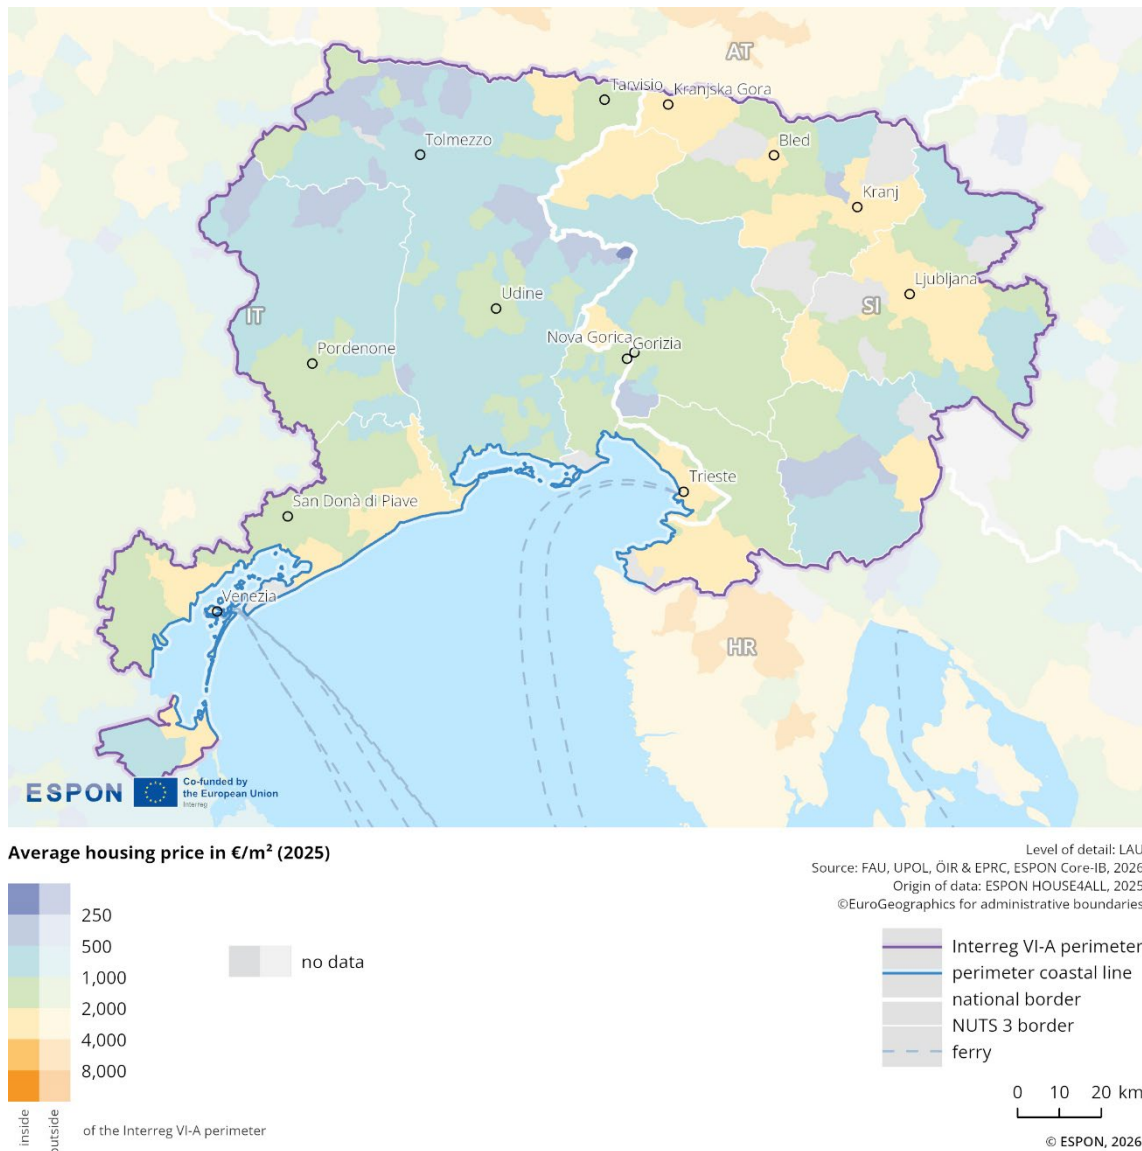 AT
Tarvisio
Kranjska Gora
Tolmezzo
Bled
Kranj
Ljubljana
Udine
SI
IT
Nova Gorica
Gorizia
Pordenone
Trieste
San Donà di Piave
Venezia
HR
ESPON
Co-funded by
the European Union
Interreg
Average housing price in €/m² (2025)
Level of detail: LAU
Source: FAU, UPOL, ÖIR & EPRC, ESPON Core-IB, 2026
Origin of data: ESPON HOUSE4ALL, 2025
©EuroGeographics for administrative boundaries
250
500
1,000
2,000
4,000
8,000
no data
inside
outside
of the Interreg VI-A perimeter
Interreg VI-A perimeter
perimeter coastal line
national border
NUTS 3 border
ferry
0 10 20 km
© ESPON, 2026